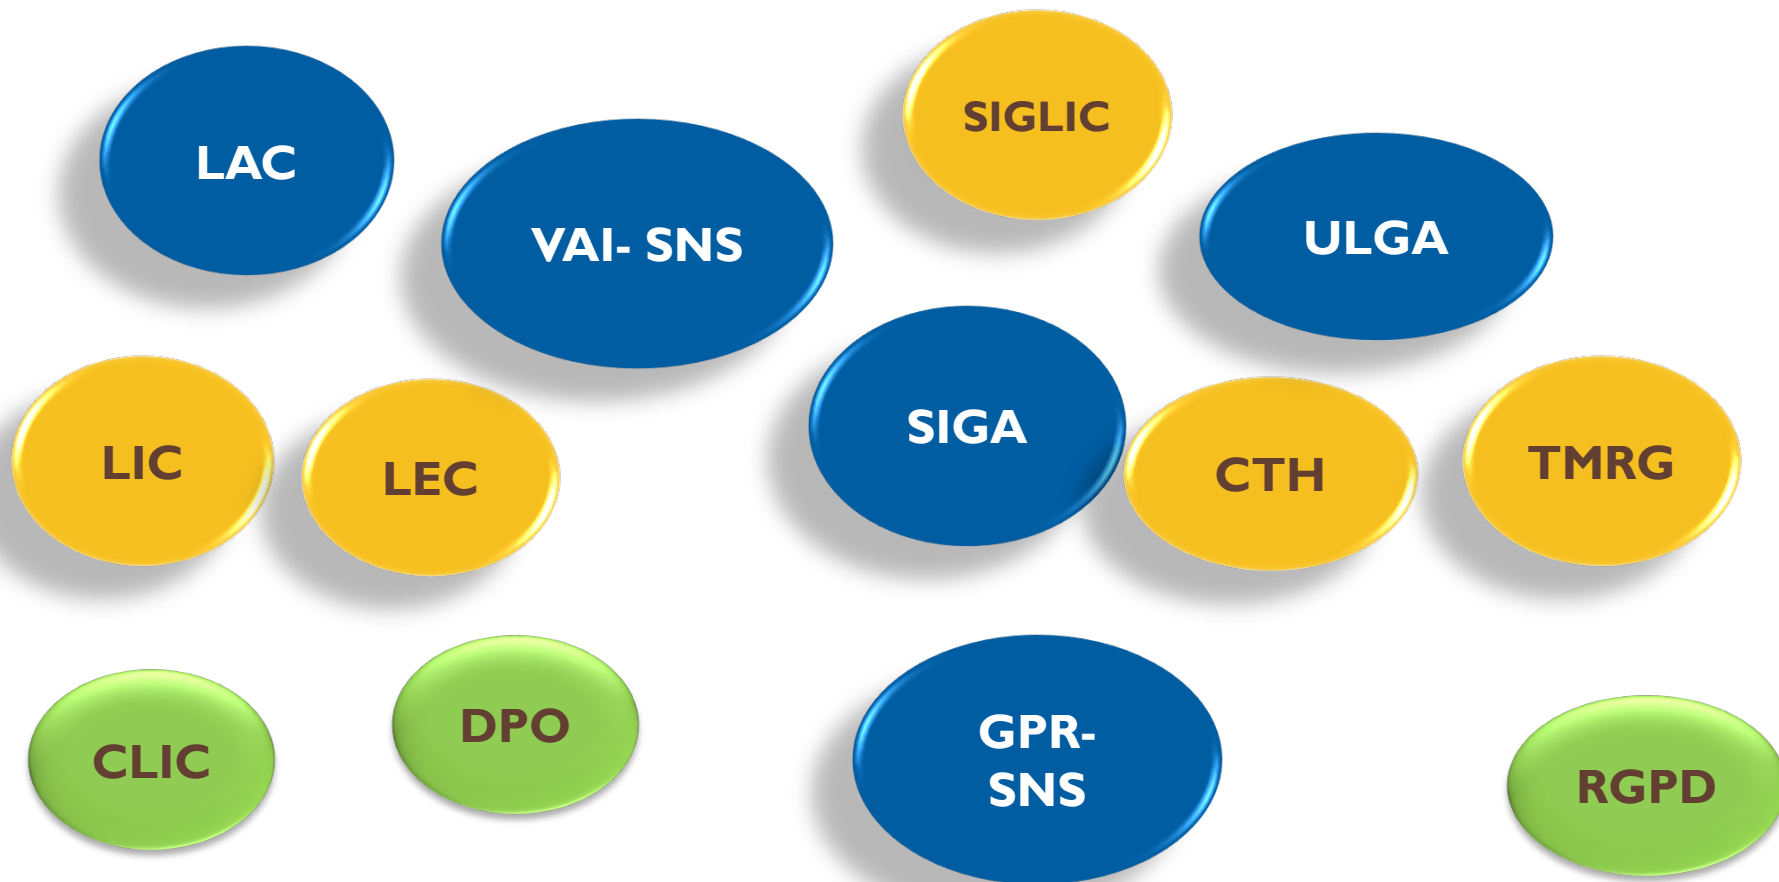 SIGLIC
LAC
VAI- SNS
ULGA
SIGA
LIC
LEC
CTH
TMRG
CLIC
DPO
GPR-
SNS
RGPD